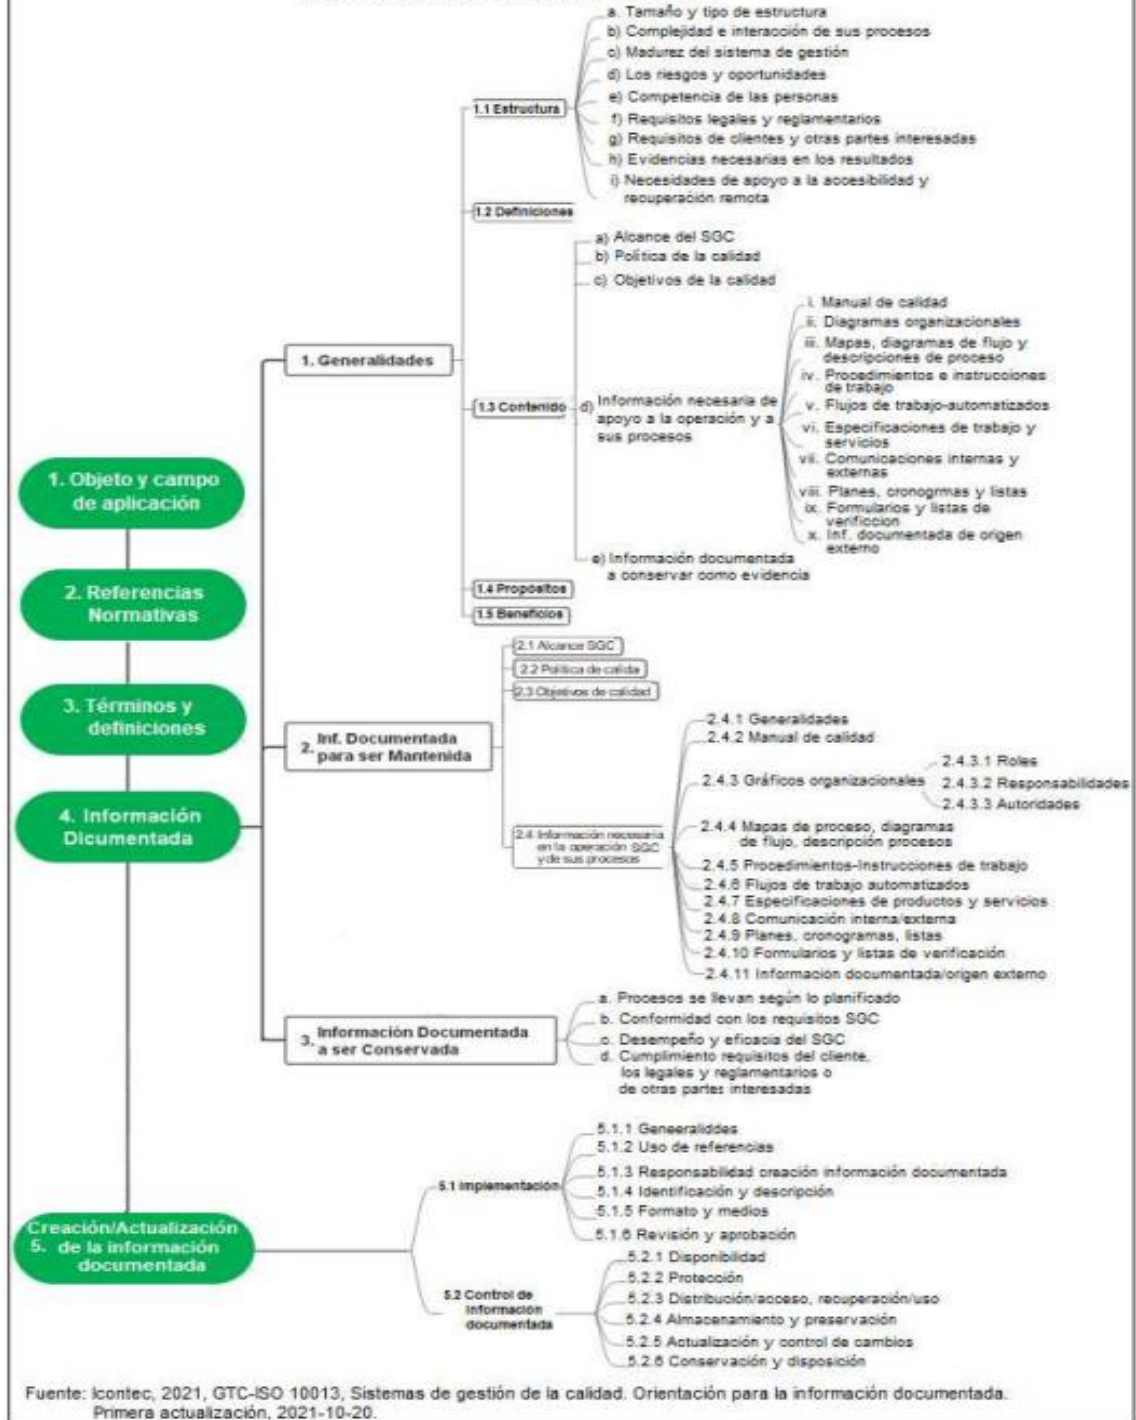 a. Tamaño y tipo de estructura
b) Complejidad e interacción de sus procesos
c) Madurez del sistema de gestión
d) Los riesgos y oportunidades
e) Competencia de las personas
f) Requisitos legales y reglamentarios
g) Requisitos de clientes y otras partes interesadas
h) Evidencias necesarias en los resultados
i) Necesidades de apoyo a la accesibilidad y
recuperación remota
1.1 Estructura
1.2 Definiciones
a) Alcance del SGC
b) Política de la calidad
c) Objetivos de la calidad
i. Manual de calidad
ii. Diagramas organizacionales
iii. Mapas, diagramas de flujo y
descripciones de proceso
iv. Procedimientos e instrucciones
de trabajo
v. Flujos de trabajo-automatizados
vi. Especificaciones de trabajo y
servicios
vii. Comunicaciones internas y
externas
viii. Planes, cronogrmas y listas
ix. Formularios y listas de
verificcion
x. Inf. documentada de origen
externo
1. Generalidades
1.3 Contenido
d) Información necesaria de
apoyo a la operación y a
sus procesos
e) Información documentada
a conservar como evidencia
1.4 Propósitos
1.5 Beneficios
1. Objeto y campo
de aplicación
2. Referencias
Normativas
3. Términos y
definiciones
4. Información
Dicumentada
2.1 Alcance SGC
2.2 Política de calida
2.3 Objetivos de calidad
2. Inf. Documentada
para ser Mantenida
2.4 Información necesaria
en la operación SGC
y de sus procesos
2.4.1 Generalidades
2.4.2 Manual de calidad
2.4.3 Gráficos organizacionales
2.4.3.1 Roles
2.4.3.2 Responsabilidades
2.4.3.3 Autoridades
2.4.4 Mapas de proceso, diagramas
de flujo, descripción procesos
2.4.5 Procedimientos-Instrucciones de trabajo
2.4.6 Flujos de trabajo automatizados
2.4.7 Especificaciones de productos y servicios
2.4.8 Comunicación interna/externa
2.4.9 Planes, cronogramas, listas
2.4.10 Formularios y listas de verificación
2.4.11 Información documentada/origen externo
3. Información Documentada
a ser Conservada
a. Procesos se llevan según lo planificado
b. Conformidad con los requisitos SGC
c. Desempeño y eficacia del SGC
d. Cumplimiento requisitos del cliente,
los legales y reglamentarios o
de otras partes interesadas
Creación/Actualización
5. de la información
documentada
5.1 Implementación
5.1.1 Geneeraliddes
5.1.2 Uso de referencias
5.1.3 Responsabilidad creación información documentada
5.1.4 Identificación y descripción
5.1.5 Formato y medios
5.1.6 Revisión y aprobación
5.2 Control de
información
documentada
5.2.1 Disponibilidad
5.2.2 Protección
5.2.3 Distribución/acceso, recuperación/uso
5.2.4 Almacenamiento y preservación
5.2.5 Actualización y control de cambios
5.2.6 Conservación y disposición
Fuente: Icontec, 2021, GTC-ISO 10013, Sistemas de gestión de la calidad. Orientación para la información documentada.
Primera actualización, 2021-10-20.